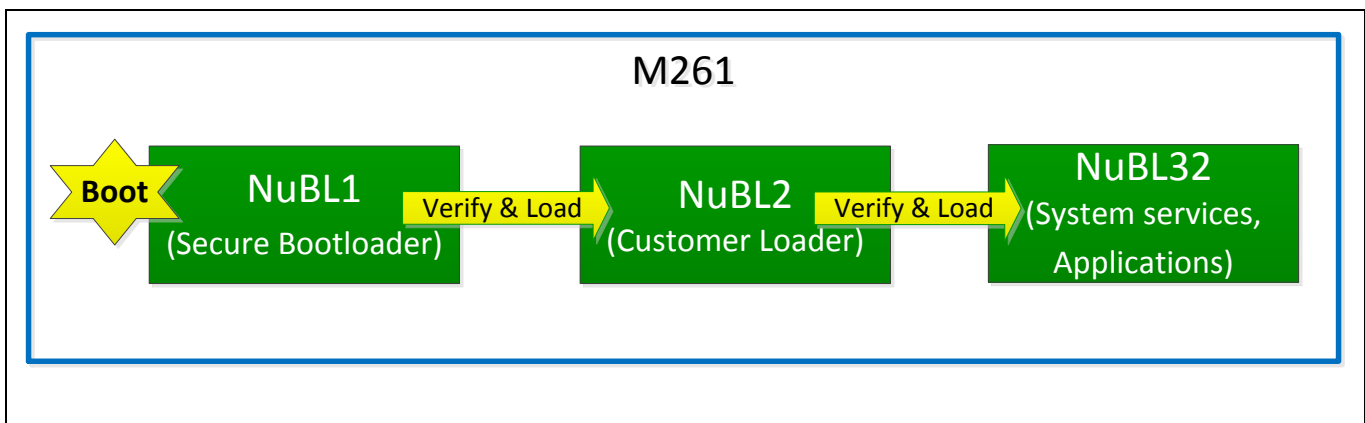 M261
Boot
NuBL1
(Secure Bootloader)
Verify & Load
NuBL2
(Customer Loader)
Verify & Load
NuBL32
(System services,
Applications)